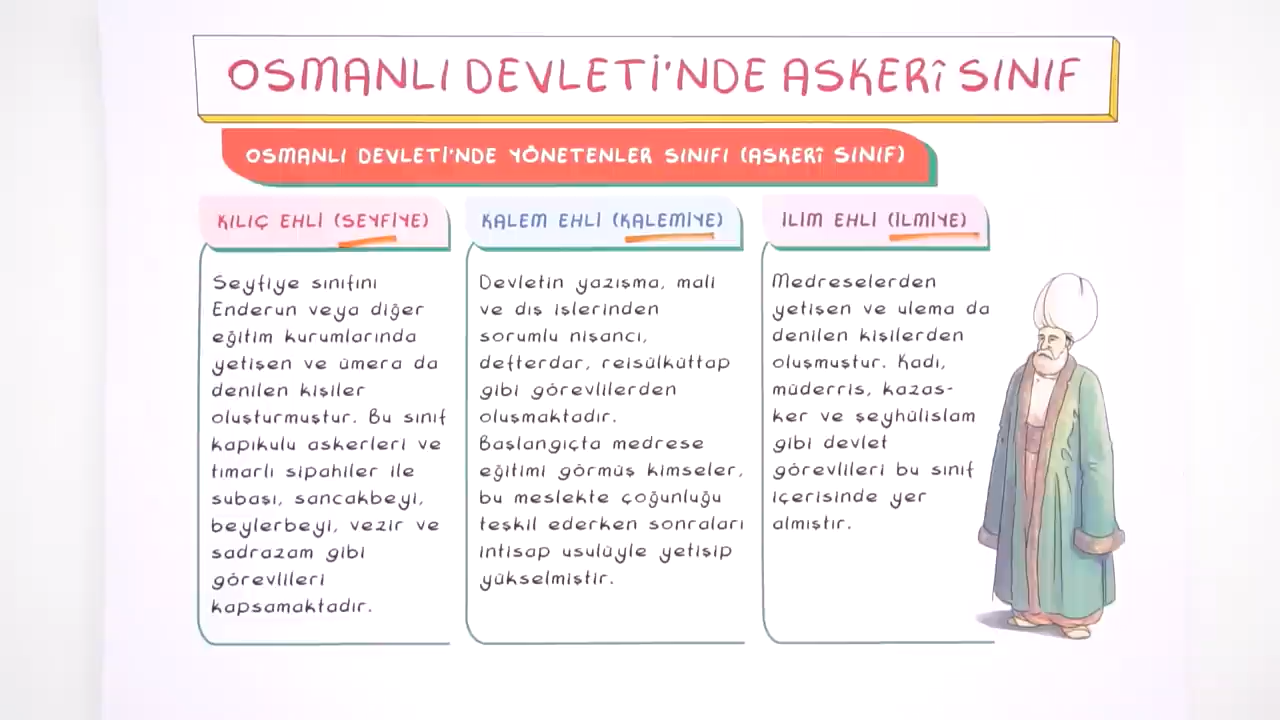 OSMANLI DEVLETİ'NDE ASKERÎ SINIF
OSMANLI DEVLETİ'NDE YÖNETENLER SINIFI (ASKERÎ SINIF)
KILIÇ EHLİ (SEYFİYE)
Seyfiye sınıfını
Enderun veya diğer
eğitim kurumlarında
yetişen ve ümera da
denilen kişiler
oluşturmuştur. Bu sınıf
kapıkulu askerleri ve
tımarlı sipahiler ile
subaşı, sancakbeyi,
beylerbeyi, vezir ve
sadrazam gibi
görevlileri
kapsamaktadır.
KALEM EHLİ (KALEMİYE)
Devletin yazışma, mali
ve dış işlerinden
sorumlu nişancı,
defterdar, reisülküttap
gibi görevlilerden
oluşmaktadır.
Başlangıçta medrese
eğitimi görmüş kimseler,
bu meslekte çoğunluğu
teşkil ederken sonraları
intisap usulüyle yetişip
yükselmiştir.
İLİM EHLİ (İLMİYE)
Medreselerden
yetişen ve ulema da
denilen kişilerden
oluşmuştur. Kadı,
müderris, kazas-
ker ve şeyhülislam
gibi devlet
görevlileri bu sınıf
içerisinde yer
almıştır.